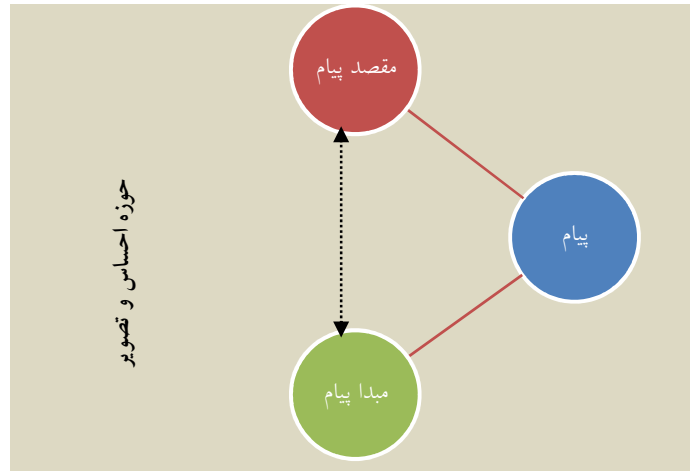 مقصد پیام
پیام
حوزه احساس و تصویر
مبدا پیام